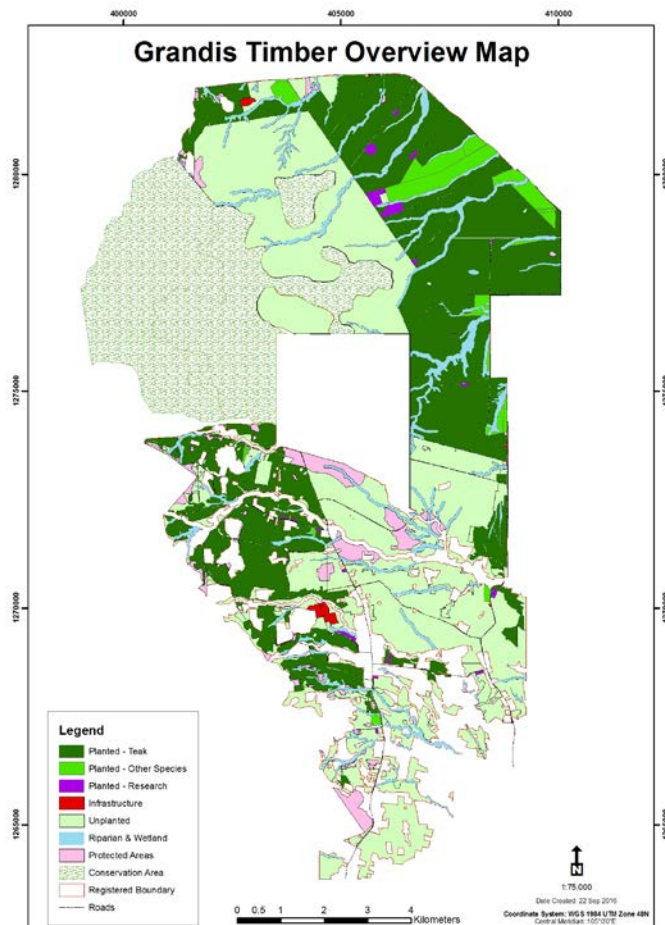 400000 405000 410000
Grandis Timber Overview Map
1280000
1275000 1275000
1270000
1265000
Legend
Planted - Teak
Planted - Other Species
Planted - Research
Infrastructure
Unplanted
Riparian & Wetland
Protected Areas
Conservation Area
Registered Boundary
Roads
0 0.5 1 2 3 4
Kilometers
N
1:75.000
Date Created: 22 Sep 2016
Coordinate System: WGS 1984 UTM Zone 48N
Central Meridian: 105°0'0"E